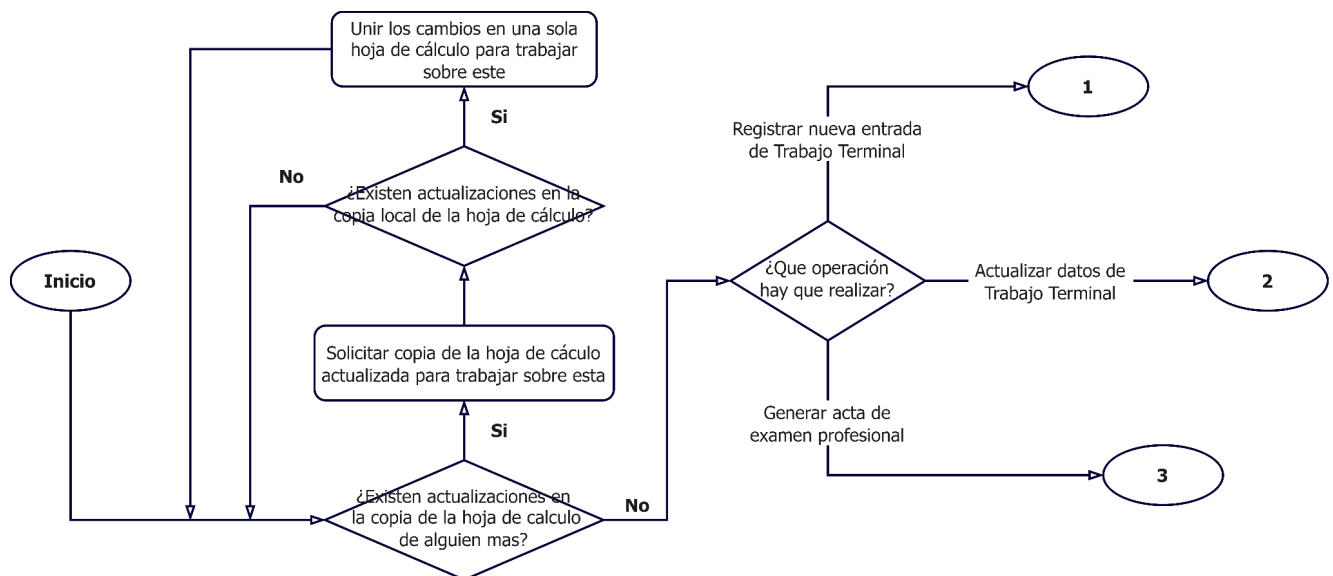 Unir los cambios en una sola
hoja de cálculo para trabajar
sobre este
Si
No
¿Existen actualizaciones en la
copia local de la hoja de cálculo?
Inicio
Solicitar copia de la hoja de cáculo
actualizada para trabajar sobre esta
Si
¿Existen actualizaciones en
la copia de la hoja de calculo
de alguien mas?
No
¿Que operación
hay que realizar?
Registrar nueva entrada
de Trabajo Terminal
1
Actualizar datos de
Trabajo Terminal
2
Generar acta de
examen profesional
3